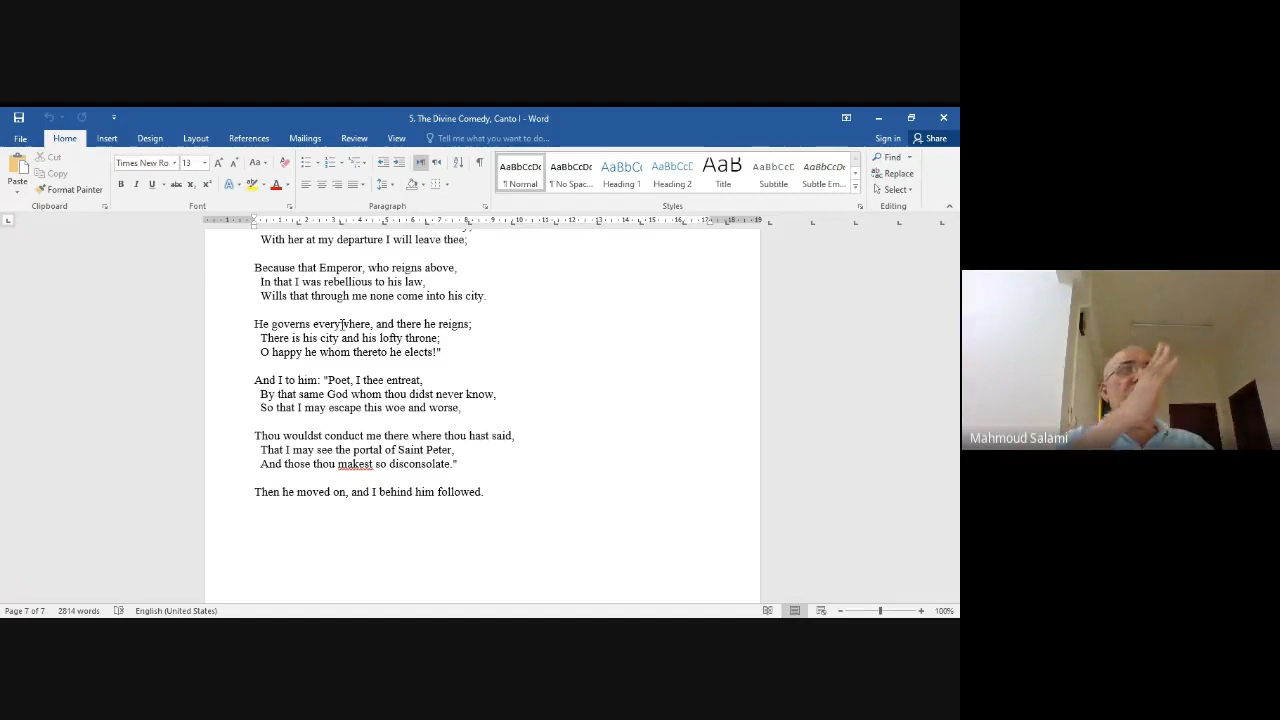 5. The Divine Comedy, Canto I - Word
File Home Insert Design Layout References Mailings Review View Tell me what you want to do... Sign in Share
Paste
Cut
Copy
Format Painter
Clipboard
Times New Ro 13
Font
Paragraph
AaBbCcDc AaBbCcDc AaBbCc AaBbCcD AaBb AaBbCcD AaBbCcD
¶ Normal ¶ No Spac... Heading 1 Heading 2 Title Subtitle Subtle Em...
Styles
Find
Replace
Select
Editing
With her at my departure I will leave thee;
Because that Emperor, who reigns above,
In that I was rebellious to his law,
Wills that through me none come into his city.
He governs everywhere, and there he reigns;
There is his city and his lofty throne;
O happy he whom thereto he elects!"
And I to him: "Poet, I thee entreat,
By that same God whom thou didst never know,
So that I may escape this woe and worse,
Thou wouldst conduct me there where thou hast said,
That I may see the portal of Saint Peter,
And those thou makest so disconsolate."
Then he moved on, and I behind him followed.
Page 7 of 7 2814 words English (United States) 100%
Mahmoud Salami